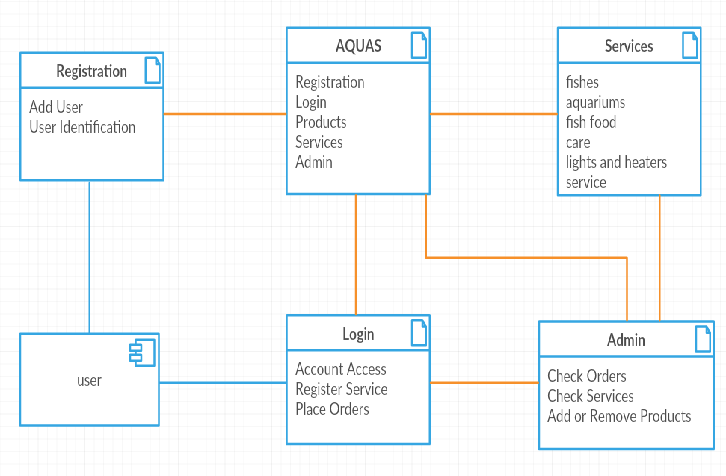 Registration
Add User
User Identification
AQUAS
Registration
Login
Products
Services
Admin
Services
fishes
aquariums
fish food
care
lights and heaters
service
user
Login
Account Access
Register Service
Place Orders
Admin
Check Orders
Check Services
Add or Remove Products